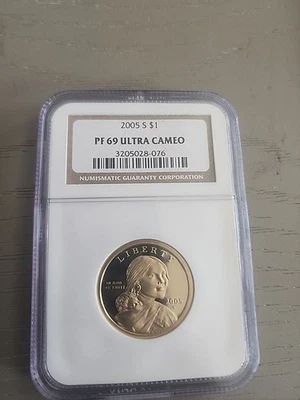 2005 S $1
PF 69 ULTRA CAMEO
3205028-076
NUMISMATIC GUARANTY CORPORATION
LIBERTY
IN GOD
WE TRUST
2005